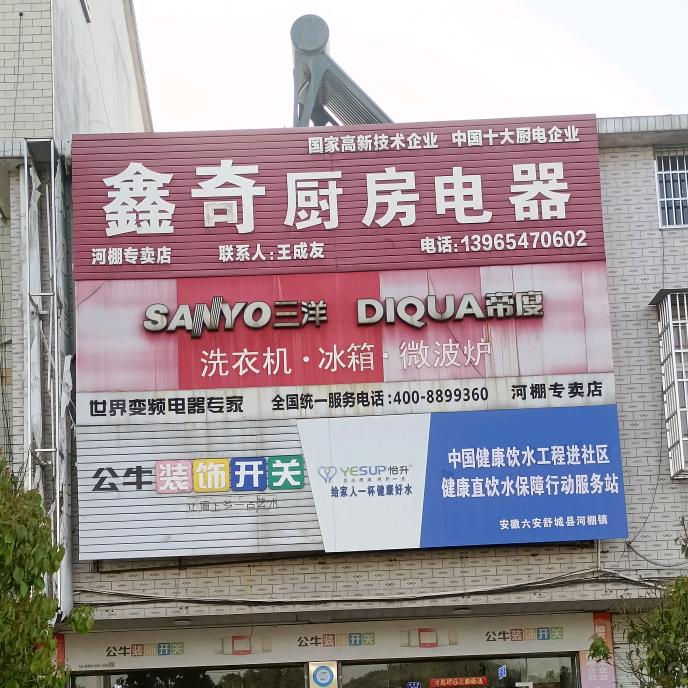 国家高新技术企业 中国十大厨电企业
鑫奇厨房电器
河棚专卖店 联系人:王成友 电话:13965470602
SANYO三洋 DIQUA帝度
洗衣机·冰箱·微波炉
世界变频电器专家 全国统一服务电话:400-8899360 河棚专卖店
公牛装饰开关
让墙上多一点艺术
YESUP怡升
给家人一杯健康好水
中国健康饮水工程进社区
健康直饮水保障行动服务站
安徽六安舒城县河棚镇
公牛装饰开关 公牛装饰开关 公牛装饰开关